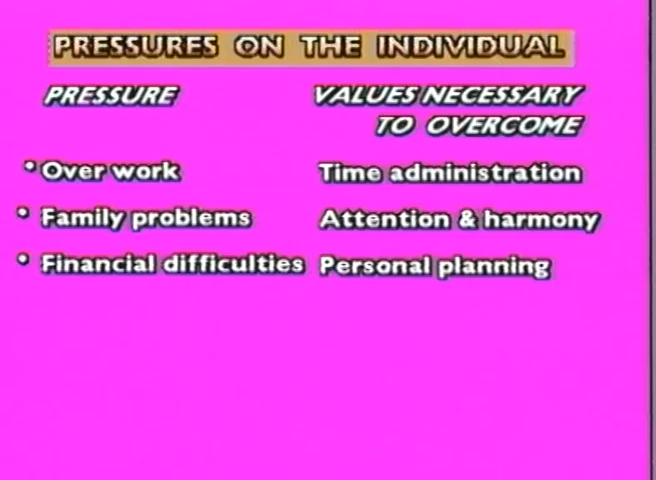 PRESSURES ON THE INDIVIDUAL
PRESSURE VALUES NECESSARY
TO OVERCOME
* Over work Time administration
* Family problems Attention & harmony
* Financial difficulties Personal planning